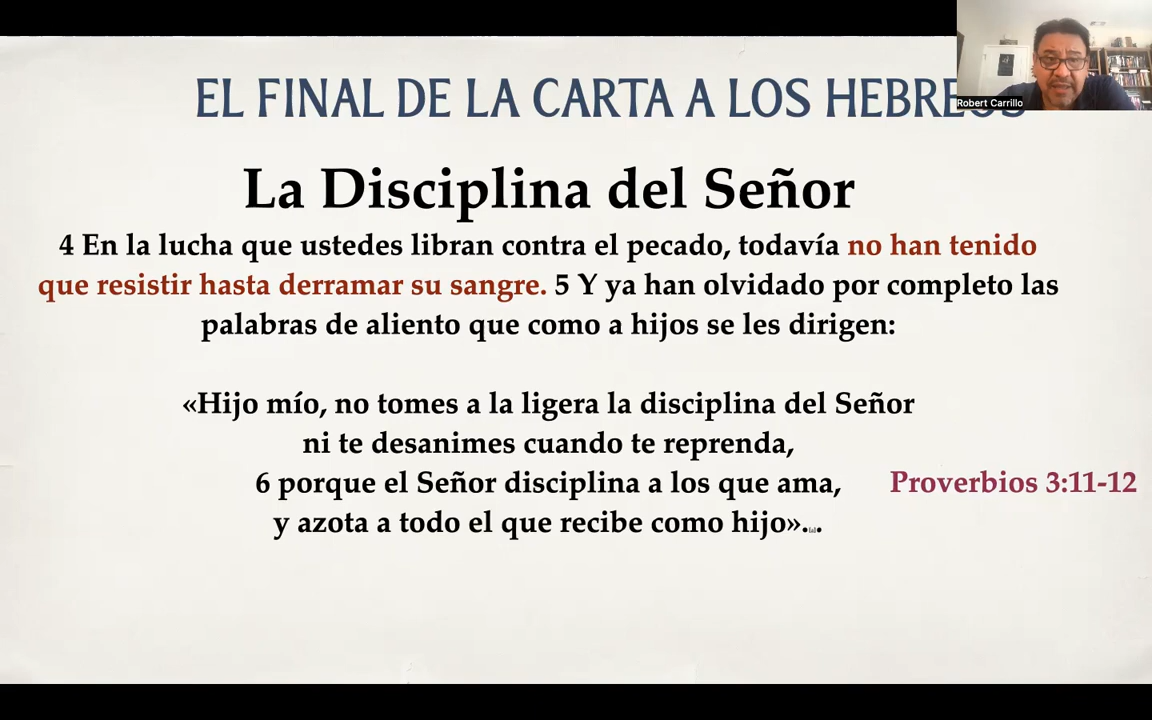 EL FINAL DE LA CARTA A LOS HEBREOS
Robert Carrillo
La Disciplina del Señor
4 En la lucha que ustedes libran contra el pecado, todavía no han tenido
que resistir hasta derramar su sangre. 5 Y ya han olvidado por completo las
palabras de aliento que como a hijos se les dirigen:
«Hijo mío, no tomes a la ligera la disciplina del Señor
ni te desanimes cuando te reprenda,
6 porque el Señor disciplina a los que ama,
Proverbios 3:11-12
y azota a todo el que recibe como hijo»...